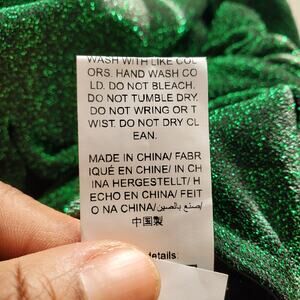 WASH WITH LIKE COL
ORS. HAND WASH CO
LD. DO NOT BLEACH.
DO NOT TUMBLE DRY.
DO NOT WRING OR T
WIST. DO NOT DRY CL
EAN.
MADE IN CHINA/ FABR
IQUÉ EN CHINE/ IN CH
INA HERGESTELLT/ H
ECHO EN CHINA/ FEIT
O NA CHINA/صنع بالصين/
中国製
details.